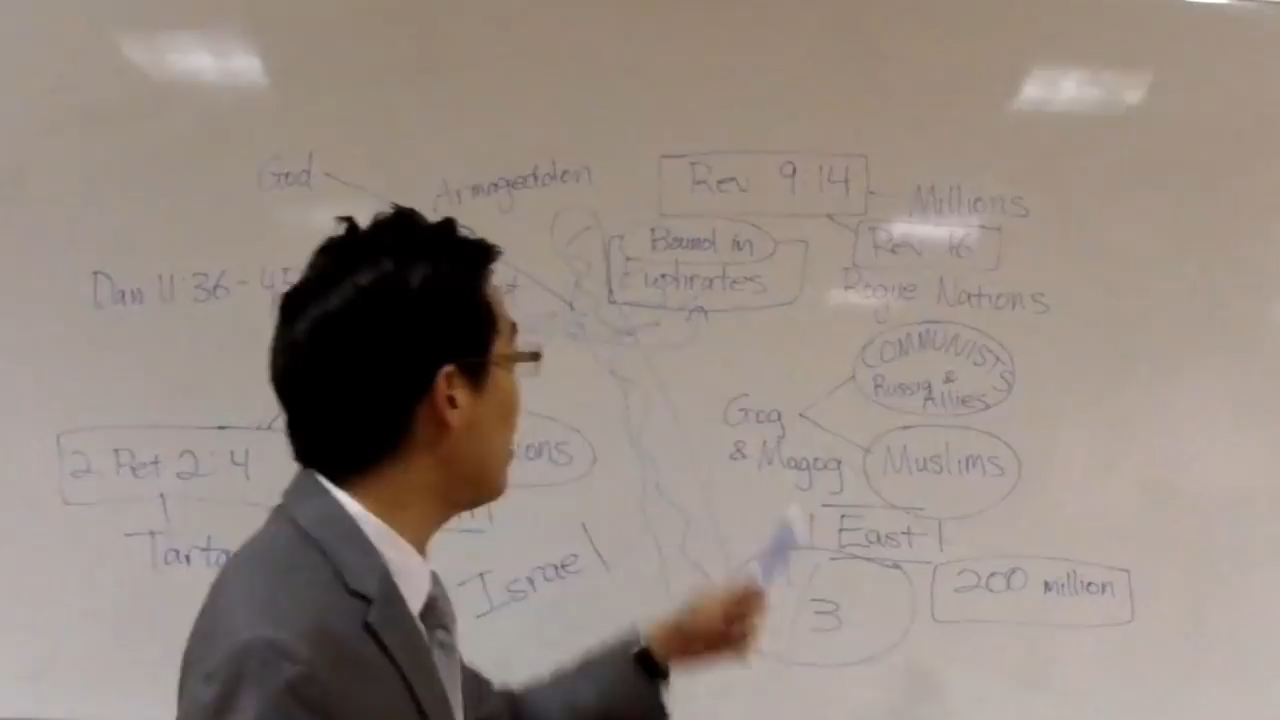 God
Armageddon
Rev 9:14
Millions
Bound in
Euphrates
Rev 16
Rogue Nations
Dan 11:36-45
COMMUNISTS
Russia &
Allies
Gog
& Magog
Muslims
2 Pet 2:4
East
200 million
3
Israel